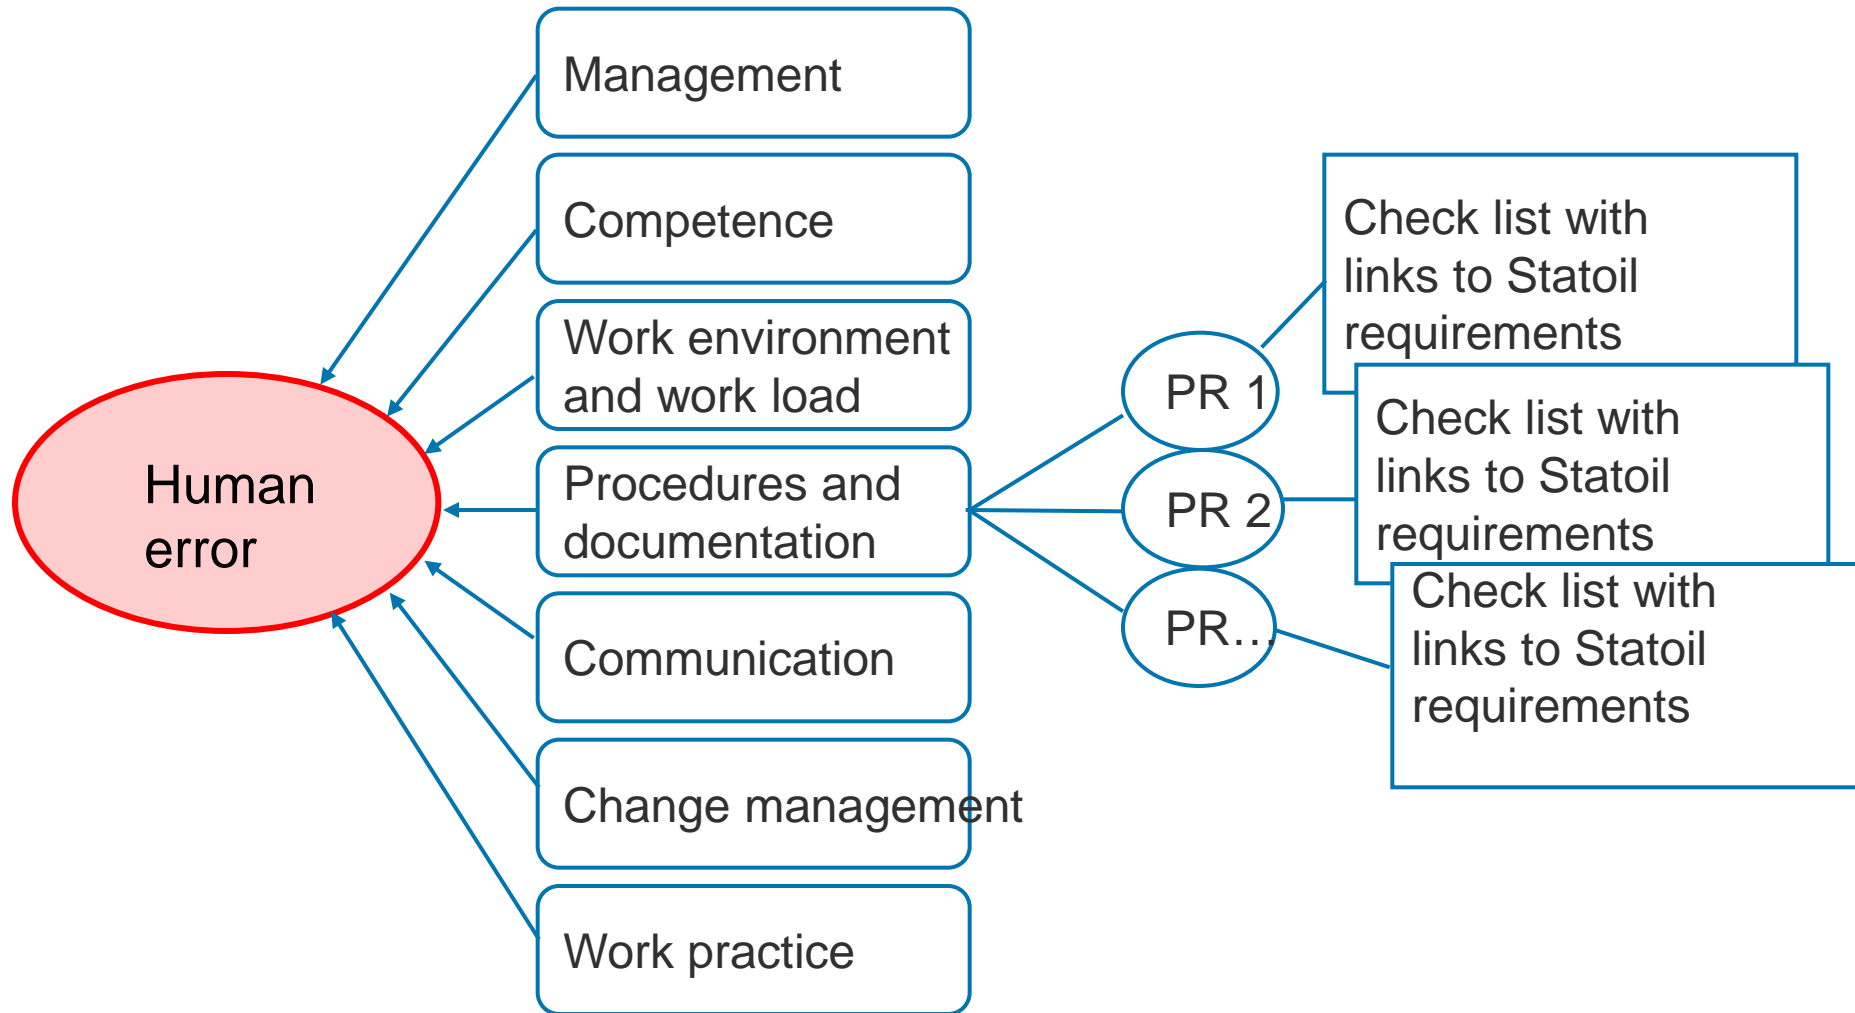 Management
Competence
Work environment
and work load
Human
error
Procedures and
documentation
Communication
Change management
Work practice
PR 1
PR 2
PR…
Check list with
links to Statoil
requirements
Check list with
links to Statoil
requirements
Check list with
links to Statoil
requirements